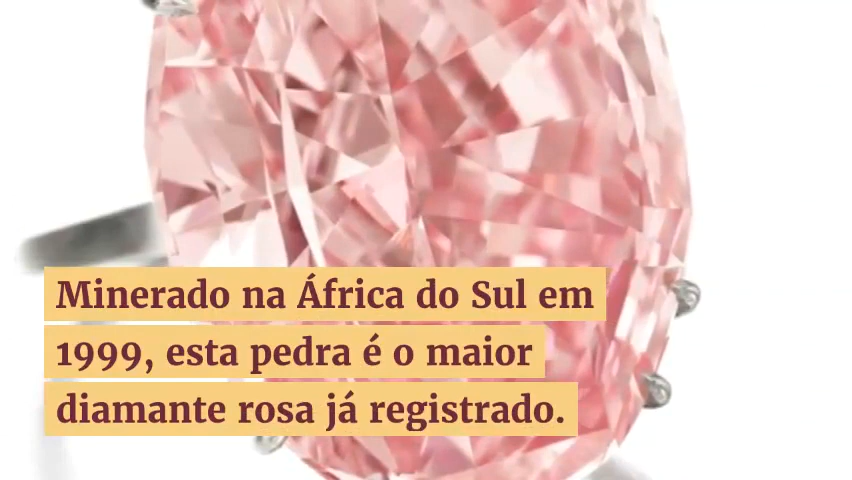 Minerado na África do Sul em
1999, esta pedra é o maior
diamante rosa já registrado.